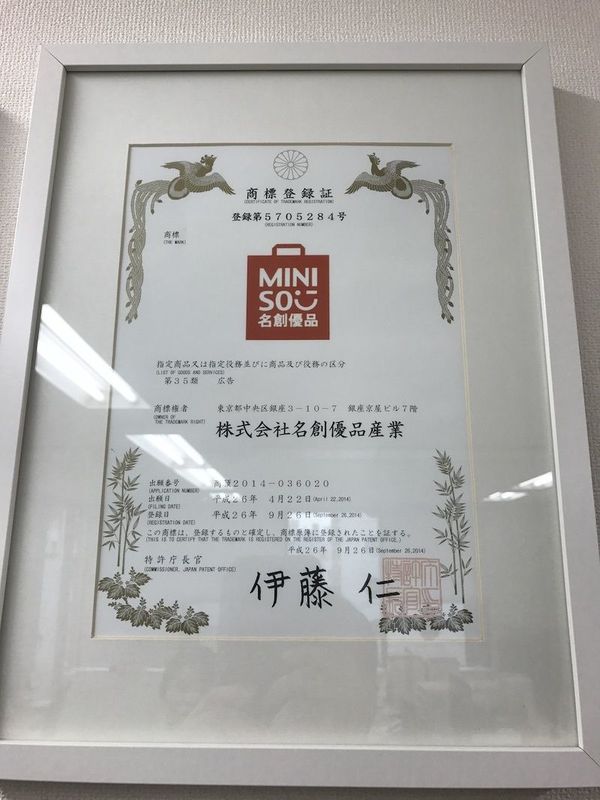 商標登録証
(CERTIFICATE OF TRADEMARK REGISTRATION)
登録第5705284号
(REGISTRATION NUMBER)
商標
(THE MARK)
MINI
SO
名創優品
指定商品又は指定役務並びに商品及び役務の区分
(LIST OF GOODS AND SERVICES)
第35類 広告
商標権者 東京都中央区銀座3-10-7 銀座京屋ビル7階
(OWNER OF THE TRADEMARK RIGHT)
株式会社名創優品産業
出願番号 商願2014-036020
(APPLICATION NUMBER)
出願日 平成26年 4月22日(April 22,2014)
(FILING DATE)
登録日 平成26年 9月26日(September 26,2014)
(REGISTRATION DATE)
この商標は、登録するものと確定し、商標原簿に登録されたことを証する。
(THIS IS TO CERTIFY THAT THE TRADEMARK IS REGISTERED ON THE REGISTER OF THE JAPAN PATENT OFFICE.)
平成26年 9月26日(September 26,2014)
特許庁長官
(COMMISSIONER, JAPAN PATENT OFFICE)
伊藤 仁